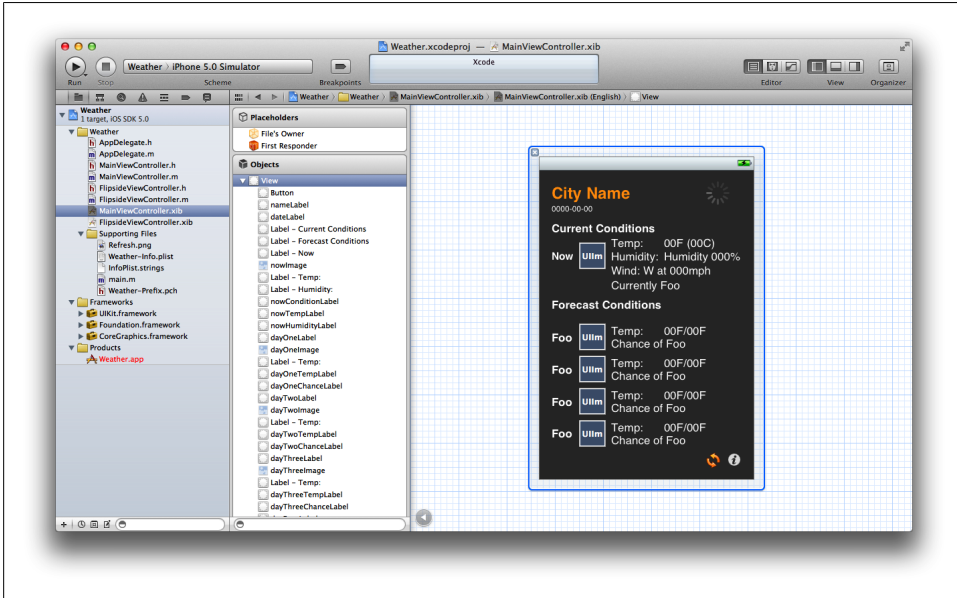 Weather.xcodeproj — MainViewController.xib
Weather › iPhone 5.0 Simulator
Xcode
Run
Stop
Scheme
Breakpoints
Editor
View
Organizer
Weather
1 target, iOS SDK 5.0
Weather
h AppDelegate.h
m AppDelegate.m
h MainViewController.h
m MainViewController.m
h FlipsideViewController.h
m FlipsideViewController.m
MainViewController.xib
FlipsideViewController.xib
Supporting Files
Refresh.png
Weather-Info.plist
InfoPlist.strings
m main.m
h Weather-Prefix.pch
Frameworks
UIKit.framework
Foundation.framework
CoreGraphics.framework
Products
Weather.app
Weather › Weather › MainViewController.xib › MainViewController.xib (English) › View
Placeholders
File's Owner
First Responder
Objects
View
Button
nameLabel
dateLabel
Label – Current Conditions
Label – Forecast Conditions
Label – Now
nowImage
Label – Temp:
Label – Humidity:
nowConditionLabel
nowTempLabel
nowHumidityLabel
dayOneLabel
dayOneImage
Label – Temp:
dayOneTempLabel
dayOneChanceLabel
dayTwoLabel
dayTwoImage
Label – Temp:
dayTwoTempLabel
dayTwoChanceLabel
dayThreeLabel
dayThreeImage
Label – Temp:
dayThreeTempLabel
dayThreeChanceLabel
City Name
0000-00-00
Current Conditions
Now UIIm Temp: 00F (00C)
Humidity: Humidity 000%
Wind: W at 000mph
Currently Foo
Forecast Conditions
Foo UIIm Temp: 00F/00F
Chance of Foo
Foo UIIm Temp: 00F/00F
Chance of Foo
Foo UIIm Temp: 00F/00F
Chance of Foo
Foo UIIm Temp: 00F/00F
Chance of Foo